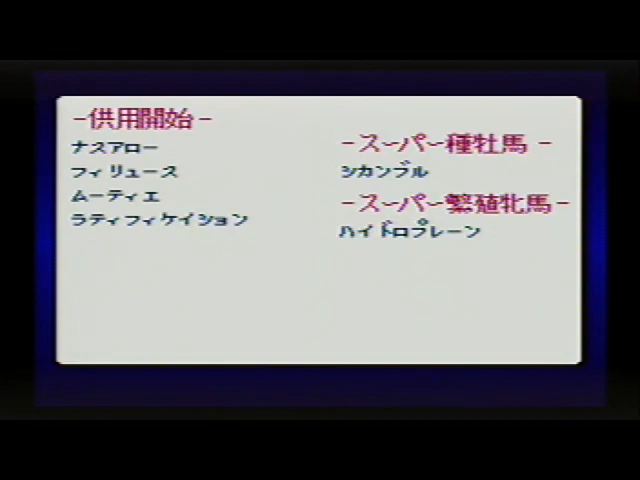 -供用開始-
ナスアロー
フィリュース
ムーティエ
ラティフィケイション
-スーパー種牡馬 -
シカンブル
-スーパー繁殖牝馬-
ハイドロプレーン